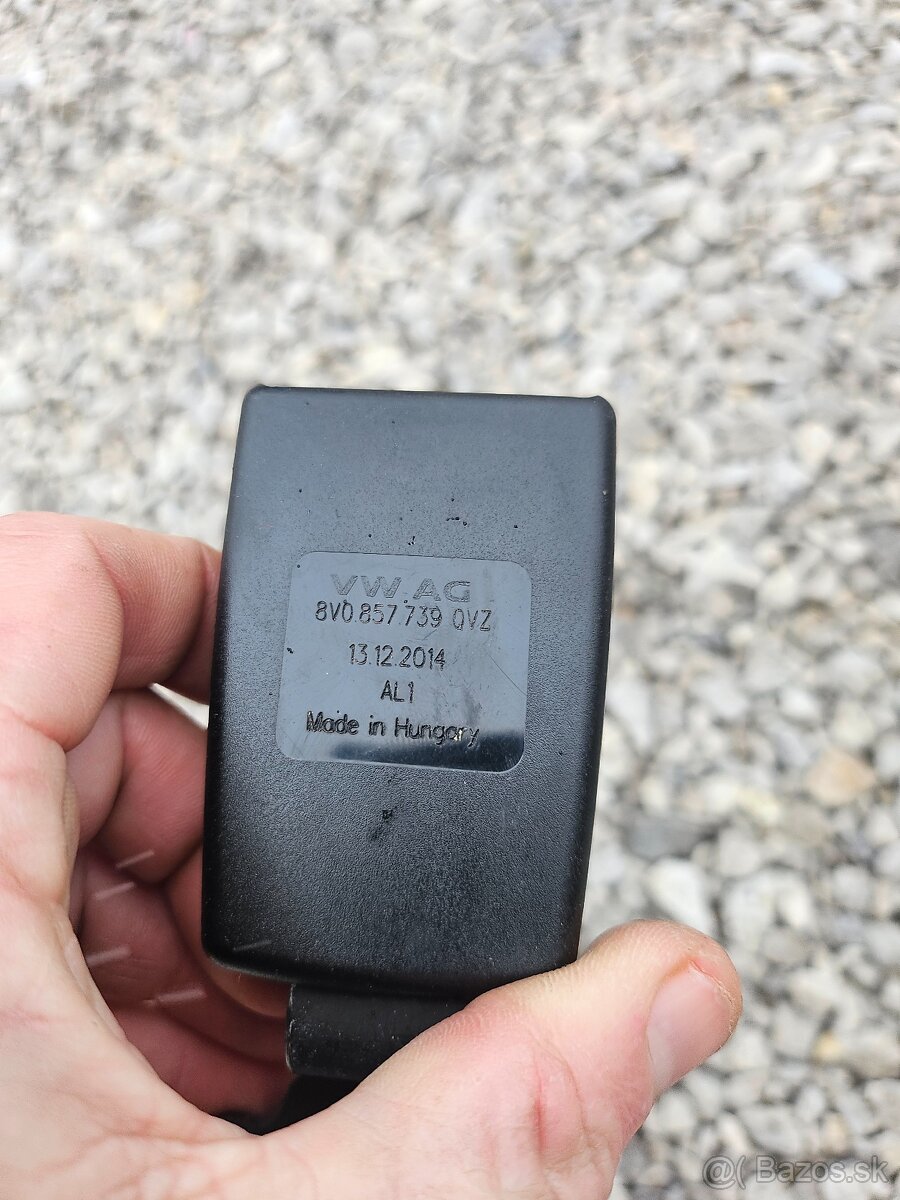 VW.AG
8V0.857.739 QVZ
13.12.2014
AL1
Made in Hungary
@( Bazos.sk